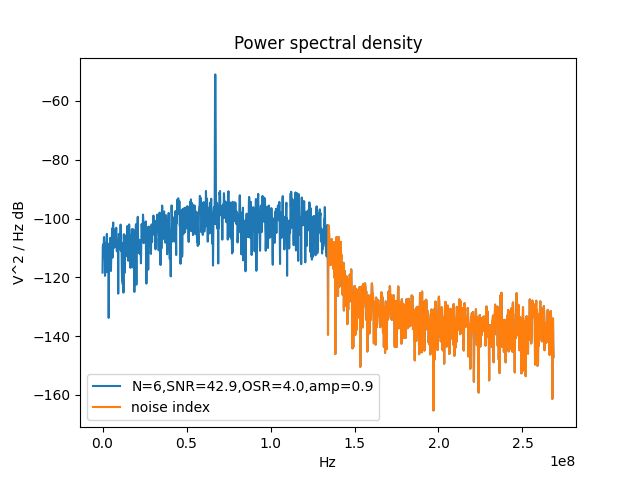 Power spectral density
V^2 / Hz dB
−60
−80
−100
−120
−140
−160
N=6,SNR=42.9,OSR=4.0,amp=0.9
noise index
0.0 0.5 1.0 1.5 2.0 2.5
1e8
Hz